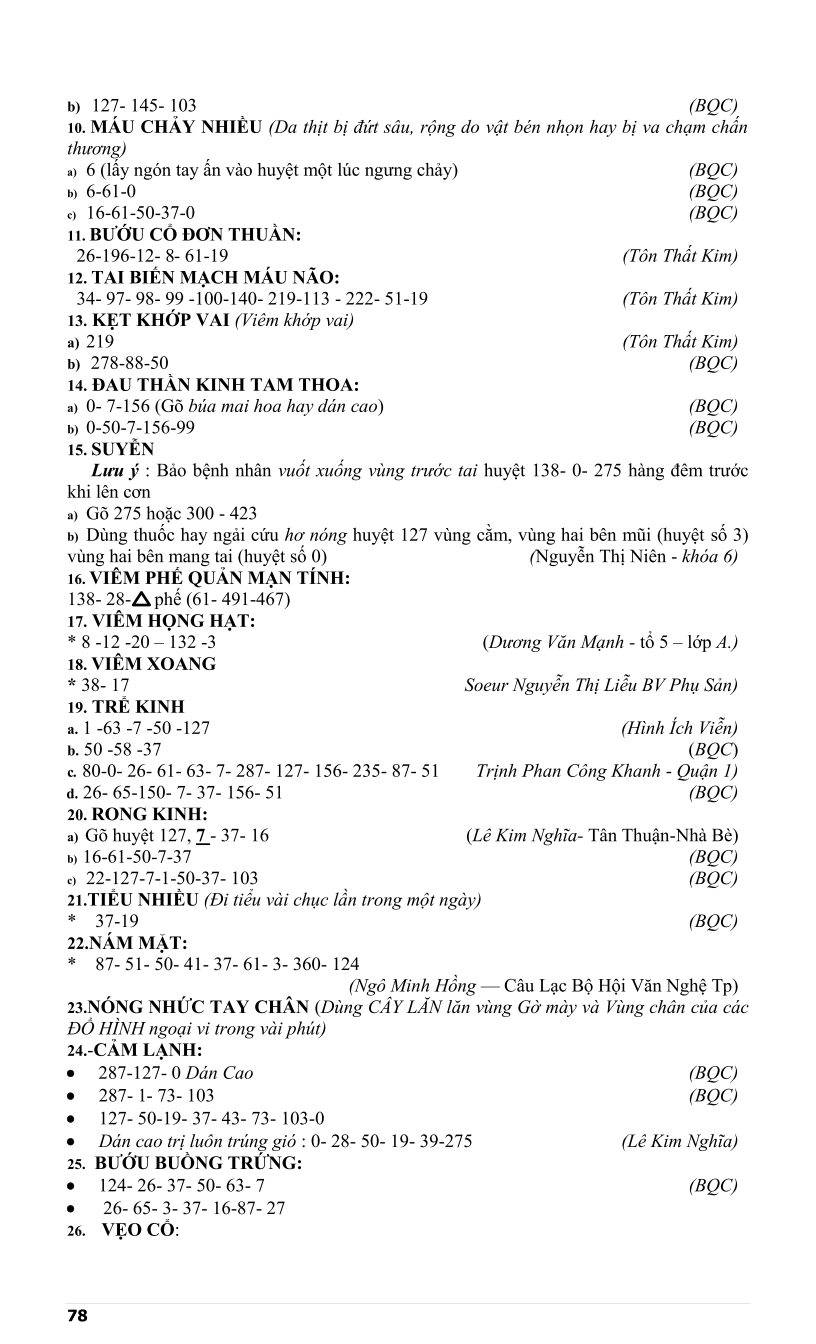 b) 127- 145- 103 (BQC)
10. MÁU CHẢY NHIỀU (Da thịt bị đứt sâu, rộng do vật bén nhọn hay bị va chạm chấn
thương)
a) 6 (lấy ngón tay ấn vào huyệt một lúc ngưng chảy) (BQC)
b) 6-61-0 (BQC)
c) 16-61-50-37-0 (BQC)
11. BƯỚU CỔ ĐƠN THUẦN:
26-196-12- 8- 61-19 (Tôn Thất Kim)
12. TAI BIẾN MẠCH MÁU NÃO:
34- 97- 98- 99 -100-140- 219-113 - 222- 51-19 (Tôn Thất Kim)
13. KẸT KHỚP VAI (Viêm khớp vai)
a) 219 (Tôn Thất Kim)
b) 278-88-50 (BQC)
14. ĐAU THẦN KINH TAM THOA:
a) 0- 7-156 (Gõ búa mai hoa hay dán cao) (BQC)
b) 0-50-7-156-99 (BQC)
15. SUYỄN
Lưu ý : Bảo bệnh nhân vuốt xuống vùng trước tai huyệt 138- 0- 275 hàng đêm trước
khi lên cơn
a) Gõ 275 hoặc 300 - 423
b) Dùng thuốc hay ngải cứu hơ nóng huyệt 127 vùng cằm, vùng hai bên mũi (huyệt số 3)
vùng hai bên mang tai (huyệt số 0) (Nguyễn Thị Niên - khóa 6)
16. VIÊM PHẾ QUẢN MẠN TÍNH:
138- 28-△ phế (61- 491-467)
17. VIÊM HỌNG HẠT:
* 8 -12 -20 – 132 -3 (Dương Văn Mạnh - tổ 5 – lớp A.)
18. VIÊM XOANG
* 38- 17 Soeur Nguyễn Thị Liễu BV Phụ Sản)
19. TRỄ KINH
a. 1 -63 -7 -50 -127 (Hình Ích Viễn)
b. 50 -58 -37 (BQC)
c. 80-0- 26- 61- 63- 7- 287- 127- 156- 235- 87- 51 Trịnh Phan Công Khanh - Quận 1)
d. 26- 65-150- 7- 37- 156- 51 (BQC)
20. RONG KINH:
a) Gõ huyệt 127, 7 - 37- 16 (Lê Kim Nghĩa- Tân Thuận-Nhà Bè)
b) 16-61-50-7-37 (BQC)
c) 22-127-7-1-50-37- 103 (BQC)
21.TIỂU NHIỀU (Đi tiểu vài chục lần trong một ngày)
* 37-19 (BQC)
22.NÁM MẶT:
* 87- 51- 50- 41- 37- 61- 3- 360- 124
(Ngô Minh Hồng — Câu Lạc Bộ Hội Văn Nghệ Tp)
23.NÓNG NHỨC TAY CHÂN (Dùng CÂY LĂN lăn vùng Gờ mày và Vùng chân của các
ĐỒ HÌNH ngoại vi trong vài phút)
24.-CẢM LẠNH:
● 287-127- 0 Dán Cao (BQC)
● 287- 1- 73- 103 (BQC)
● 127- 50-19- 37- 43- 73- 103-0
● Dán cao trị luôn trúng gió : 0- 28- 50- 19- 39-275 (Lê Kim Nghĩa)
25. BƯỚU BUỒNG TRỨNG:
● 124- 26- 37- 50- 63- 7 (BQC)
● 26- 65- 3- 37- 16-87- 27
26. VẸO CỔ:
78